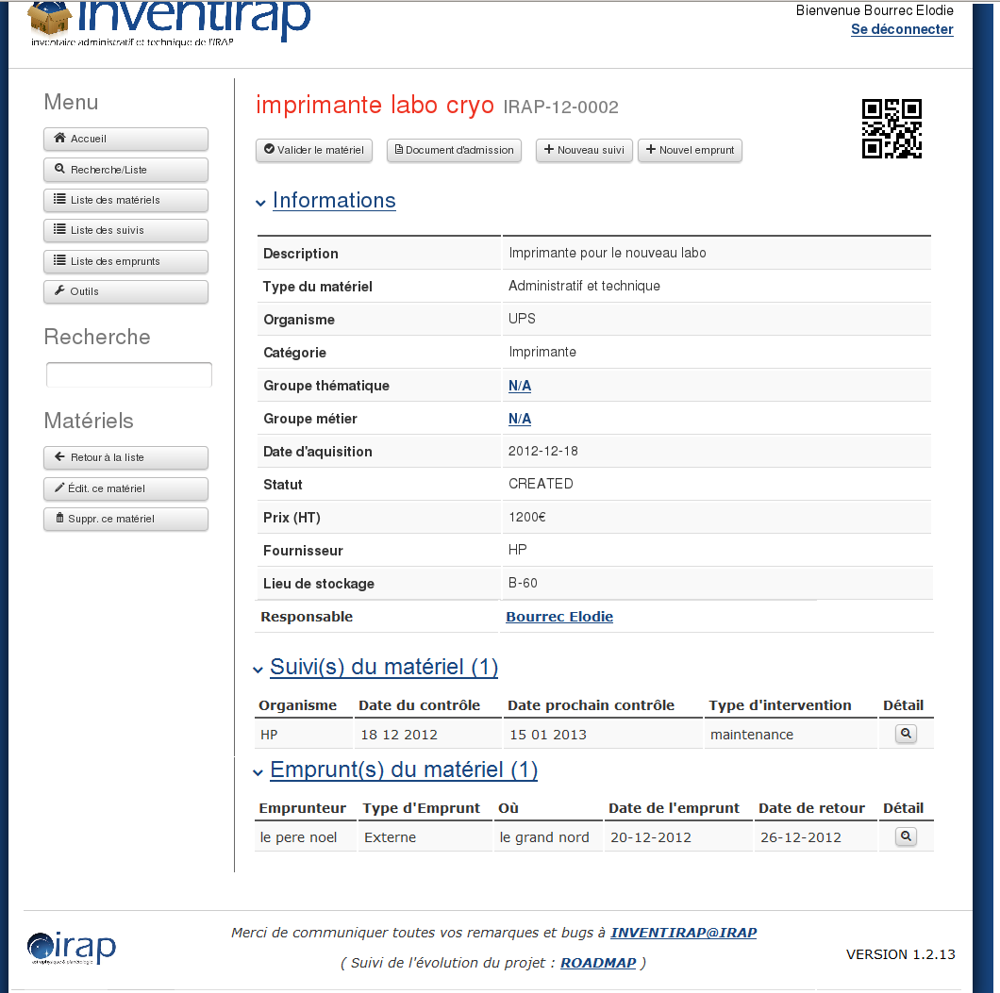 inventirap
inventaire administratif et technique de l'IRAP
Bienvenue Bourrec Elodie
Se déconnecter
Menu
Accueil
Recherche/Liste
Liste des matériels
Liste des suivis
Liste des emprunts
Outils
Recherche
Matériels
Retour à la liste
Édit. ce matériel
Suppr. ce matériel
imprimante labo cryo IRAP-12-0002
Valider le matériel Document d'admission Nouveau suivi Nouvel emprunt
Informations
Description Imprimante pour le nouveau labo
Type du matériel Administratif et technique
Organisme UPS
Catégorie Imprimante
Groupe thématique N/A
Groupe métier N/A
Date d'aquisition 2012-12-18
Statut CREATED
Prix (HT) 1200€
Fournisseur HP
Lieu de stockage B-60
Responsable Bourrec Elodie
Suivi(s) du matériel (1)
Organisme Date du contrôle Date prochain contrôle Type d'intervention Détail
HP 18 12 2012 15 01 2013 maintenance
Emprunt(s) du matériel (1)
Emprunteur Type d'Emprunt Où Date de l'emprunt Date de retour Détail
le pere noel Externe le grand nord 20-12-2012 26-12-2012
irap
astrophysique & planétologie
Merci de communiquer toutes vos remarques et bugs à INVENTIRAP@IRAP
( Suivi de l'évolution du projet : ROADMAP )
VERSION 1.2.13